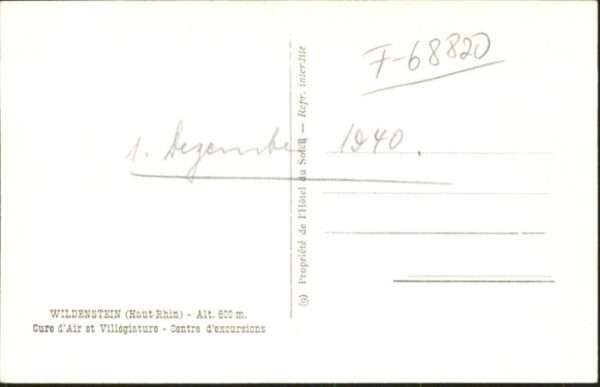 F-68820
1. Dezember 1940.
(9) Propriété de l'Hôtel du Soleil — Repr. interdite
WILDENSTEIN (Haut-Rhin) - Alt. 600 m.
Cure d'Air et Villégiature - Centre d'excursions